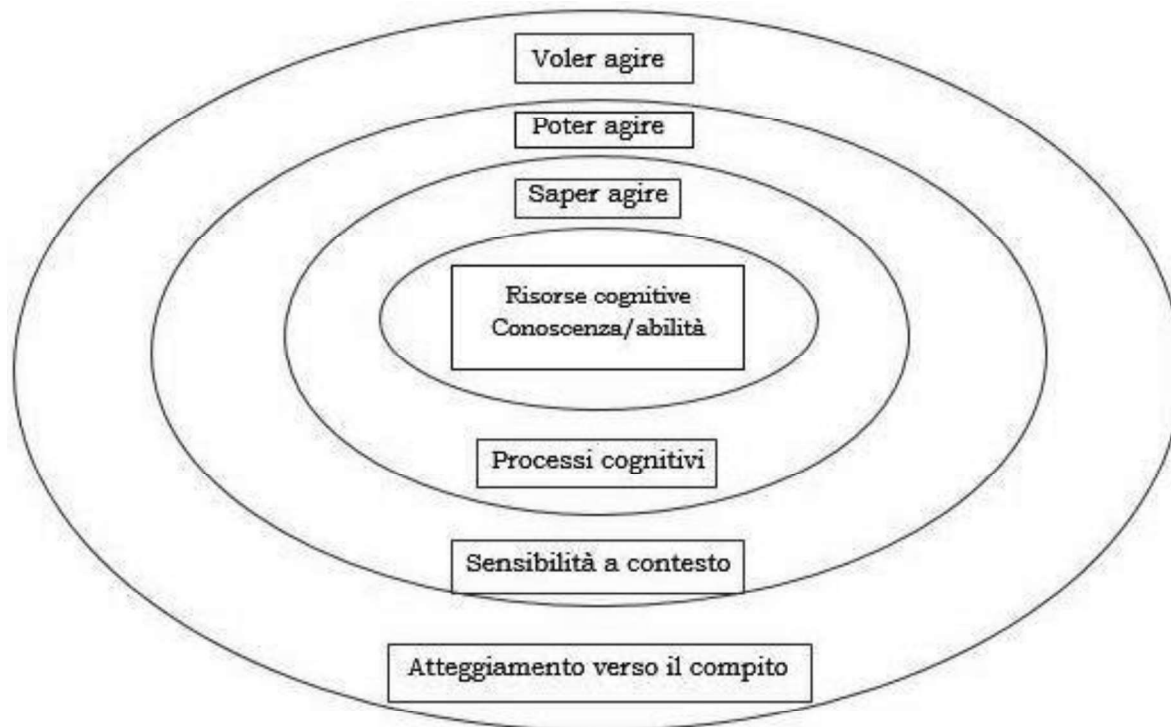 Voler agire
Poter agire
Saper agire
Risorse cognitive
Conoscenza/abilità
Processi cognitivi
Sensibilità a contesto
Atteggiamento verso il compito